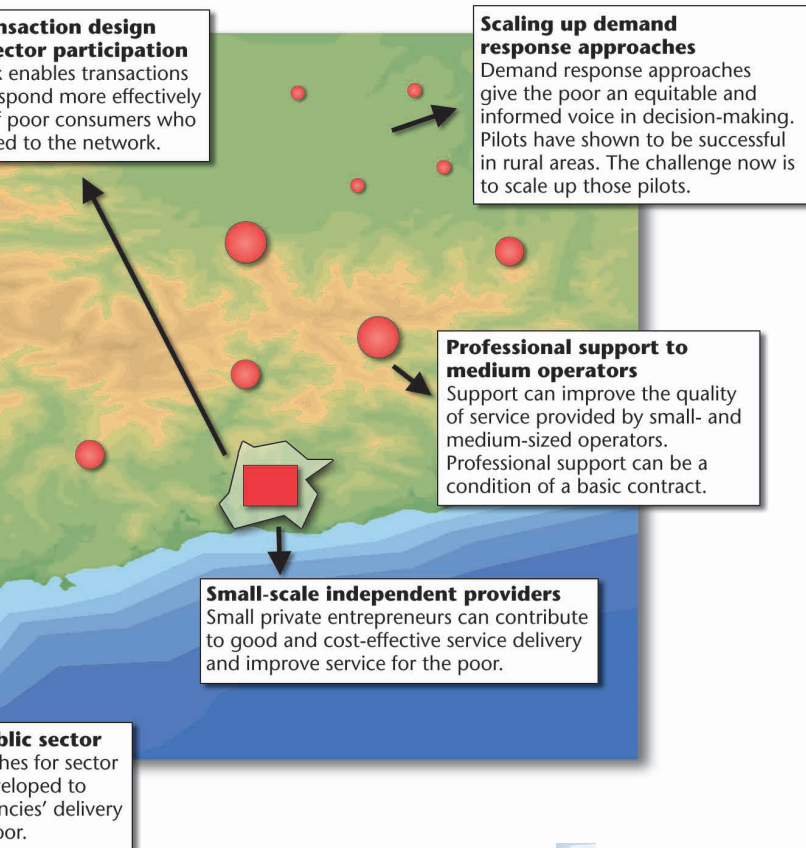 nsaction design
ector participation
k enables transactions
spond more effectively
f poor consumers who
ed to the network.
Scaling up demand
response approaches
Demand response approaches
give the poor an equitable and
informed voice in decision-making.
Pilots have shown to be successful
in rural areas. The challenge now is
to scale up those pilots.
Professional support to
medium operators
Support can improve the quality
of service provided by small- and
medium-sized operators.
Professional support can be a
condition of a basic contract.
Small-scale independent providers
Small private entrepreneurs can contribute
to good and cost-effective service delivery
and improve service for the poor.
blic sector
hes for sector
eloped to
ncies’ delivery
oor.